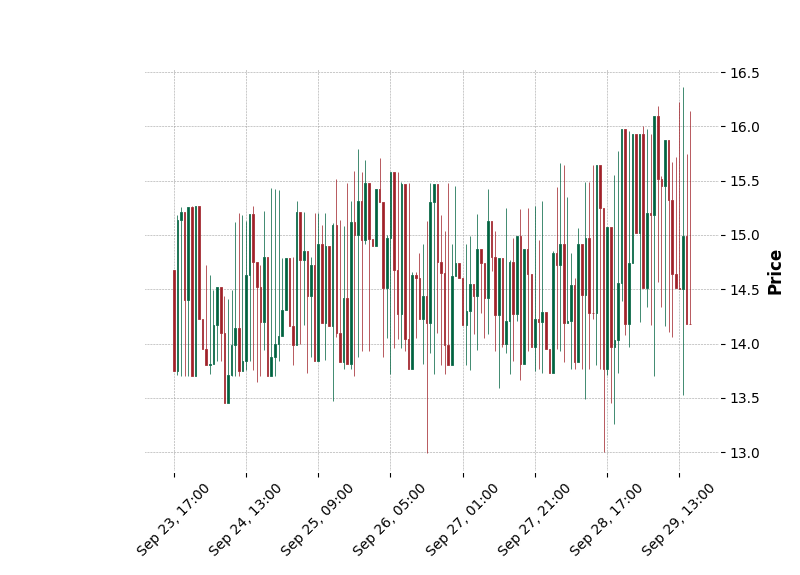 16.5
16.0
15.5
15.0
14.5
14.0
13.5
13.0
Price
Sep 23, 17:00
Sep 24, 13:00
Sep 25, 09:00
Sep 26, 05:00
Sep 27, 01:00
Sep 27, 21:00
Sep 28, 17:00
Sep 29, 13:00